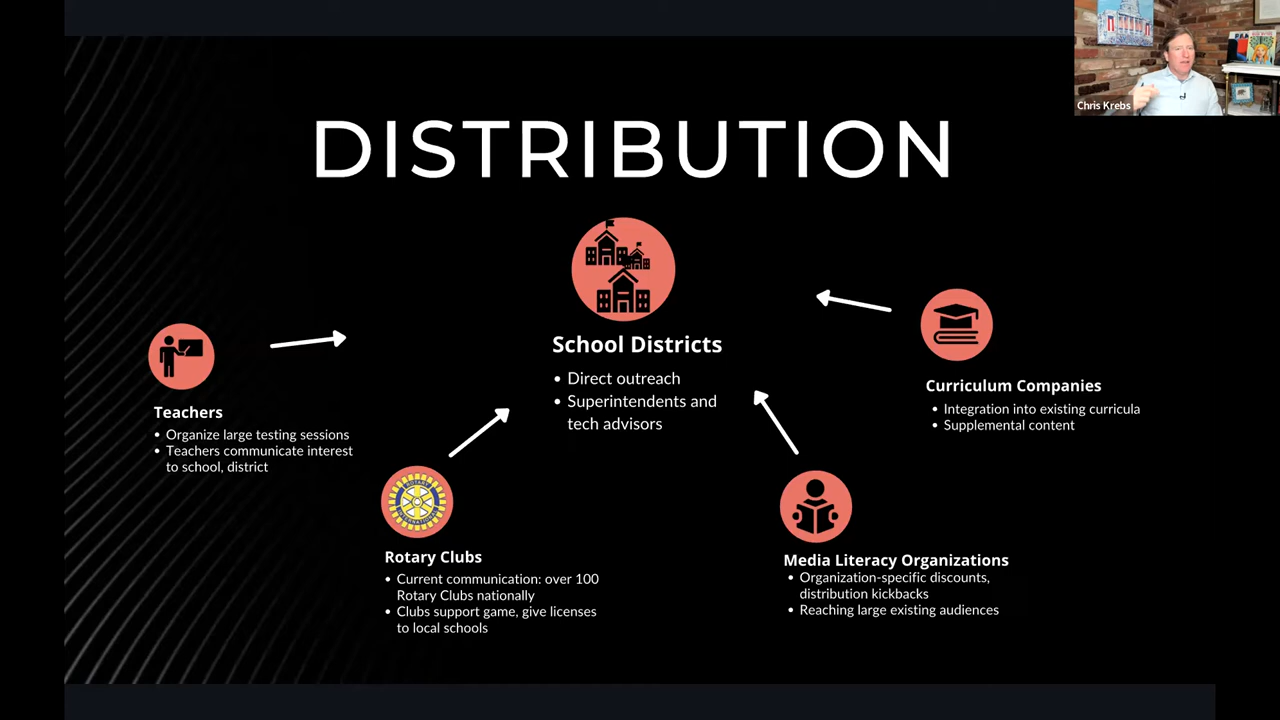 Chris Krebs
DISTRIBUTION
School Districts
• Direct outreach
• Superintendents and
tech advisors
Teachers
• Organize large testing sessions
• Teachers communicate interest
to school, district
Curriculum Companies
• Integration into existing curricula
• Supplemental content
ROTARY
INTERNATIONAL
Rotary Clubs
• Current communication: over 100
Rotary Clubs nationally
• Clubs support game, give licenses
to local schools
Media Literacy Organizations
• Organization-specific discounts,
distribution kickbacks
• Reaching large existing audiences